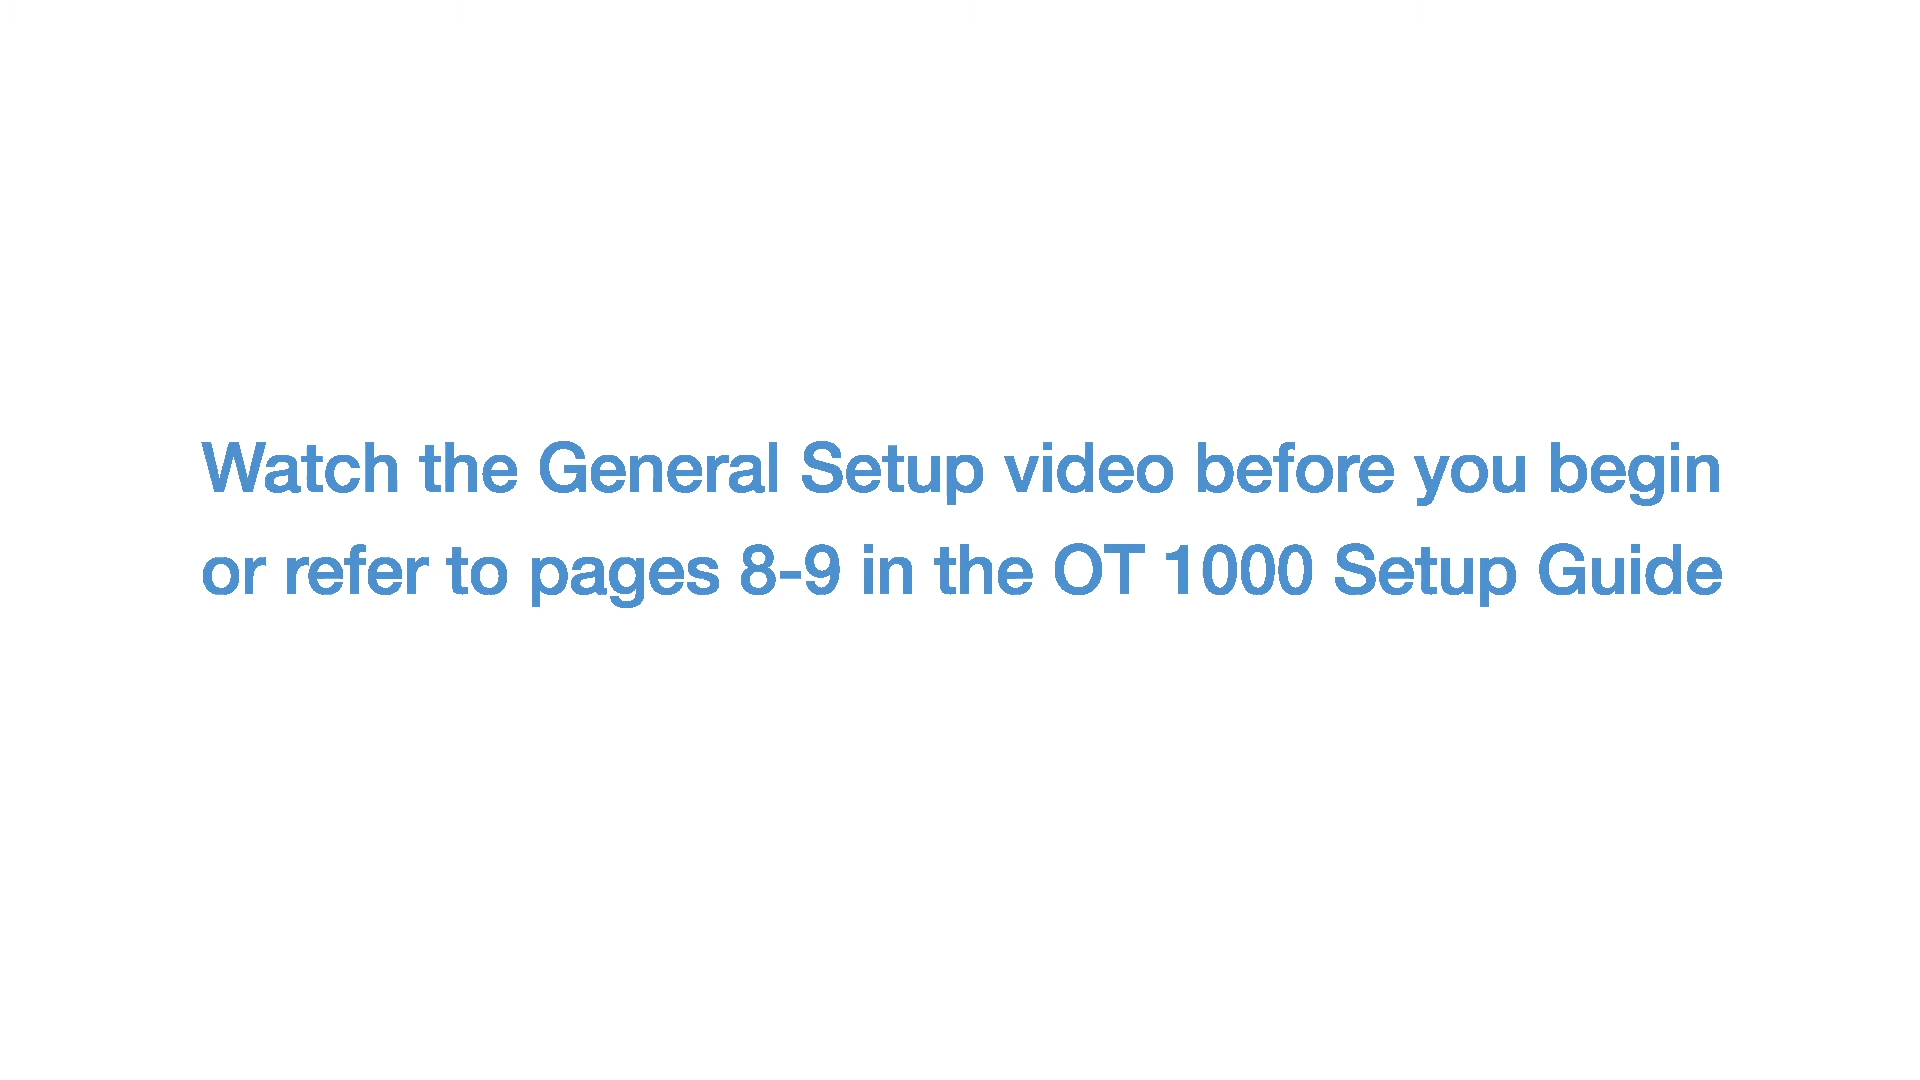 Watch the General Setup video before you begin
or refer to pages 8-9 in the OT 1000 Setup Guide